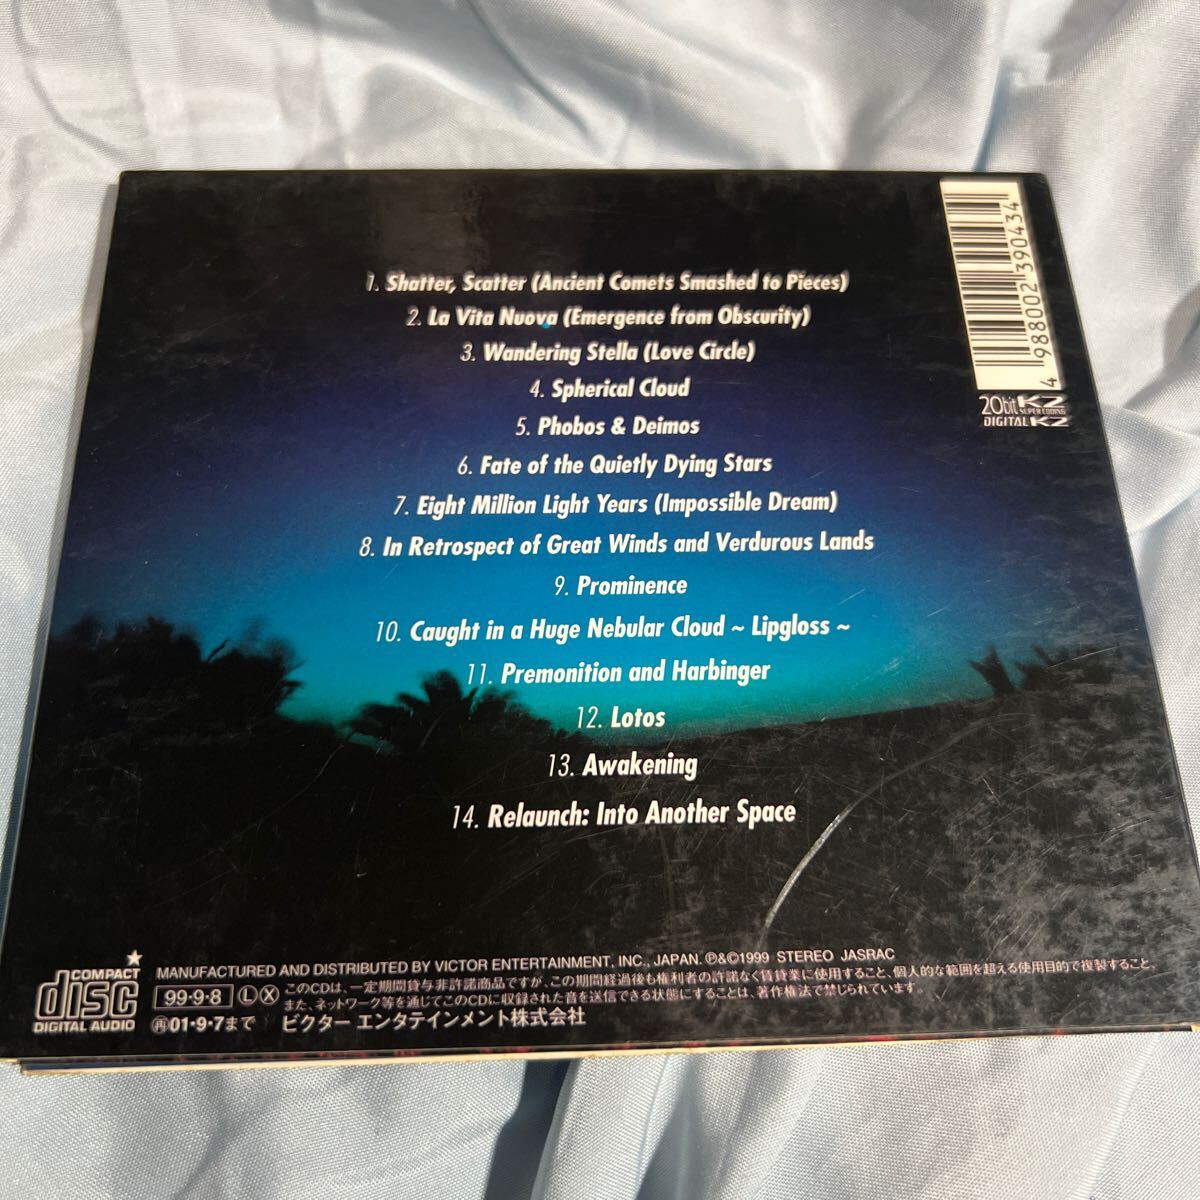 1. Shatter, Scatter (Ancient Comets Smashed to Pieces)
2. La Vita Nuova (Emergence from Obscurity)
3. Wandering Stella (Love Circle)
4. Spherical Cloud
5. Phobos & Deimos
6. Fate of the Quietly Dying Stars
7. Eight Million Light Years (Impossible Dream)
8. In Retrospect of Great Winds and Verdurous Lands
9. Prominence
10. Caught in a Huge Nebular Cloud ~ Lipgloss ~
11. Premonition and Harbinger
12. Lotos
13. Awakening
14. Relaunch: Into Another Space
4 988002 390434
20bit K2
SUPER CODING
DIGITAL K2
COMPACT
disc
DIGITAL AUDIO
MANUFACTURED AND DISTRIBUTED BY VICTOR ENTERTAINMENT, INC., JAPAN. ℗&©1999 STEREO JASRAC
99・9・8 Ⓛ Ⓧ このCDは、一定期間貸与非許諾商品ですが、この期間経過後も権利者の許諾なく賃貸業に使用すること、個人的な範囲を超える使用目的で複製すること、
また、ネットワーク等を通じてこのCDに収録された音を送信できる状態にすることは、著作権法で禁じられています。
㊞01・9・7まで ビクター エンタテインメント株式会社